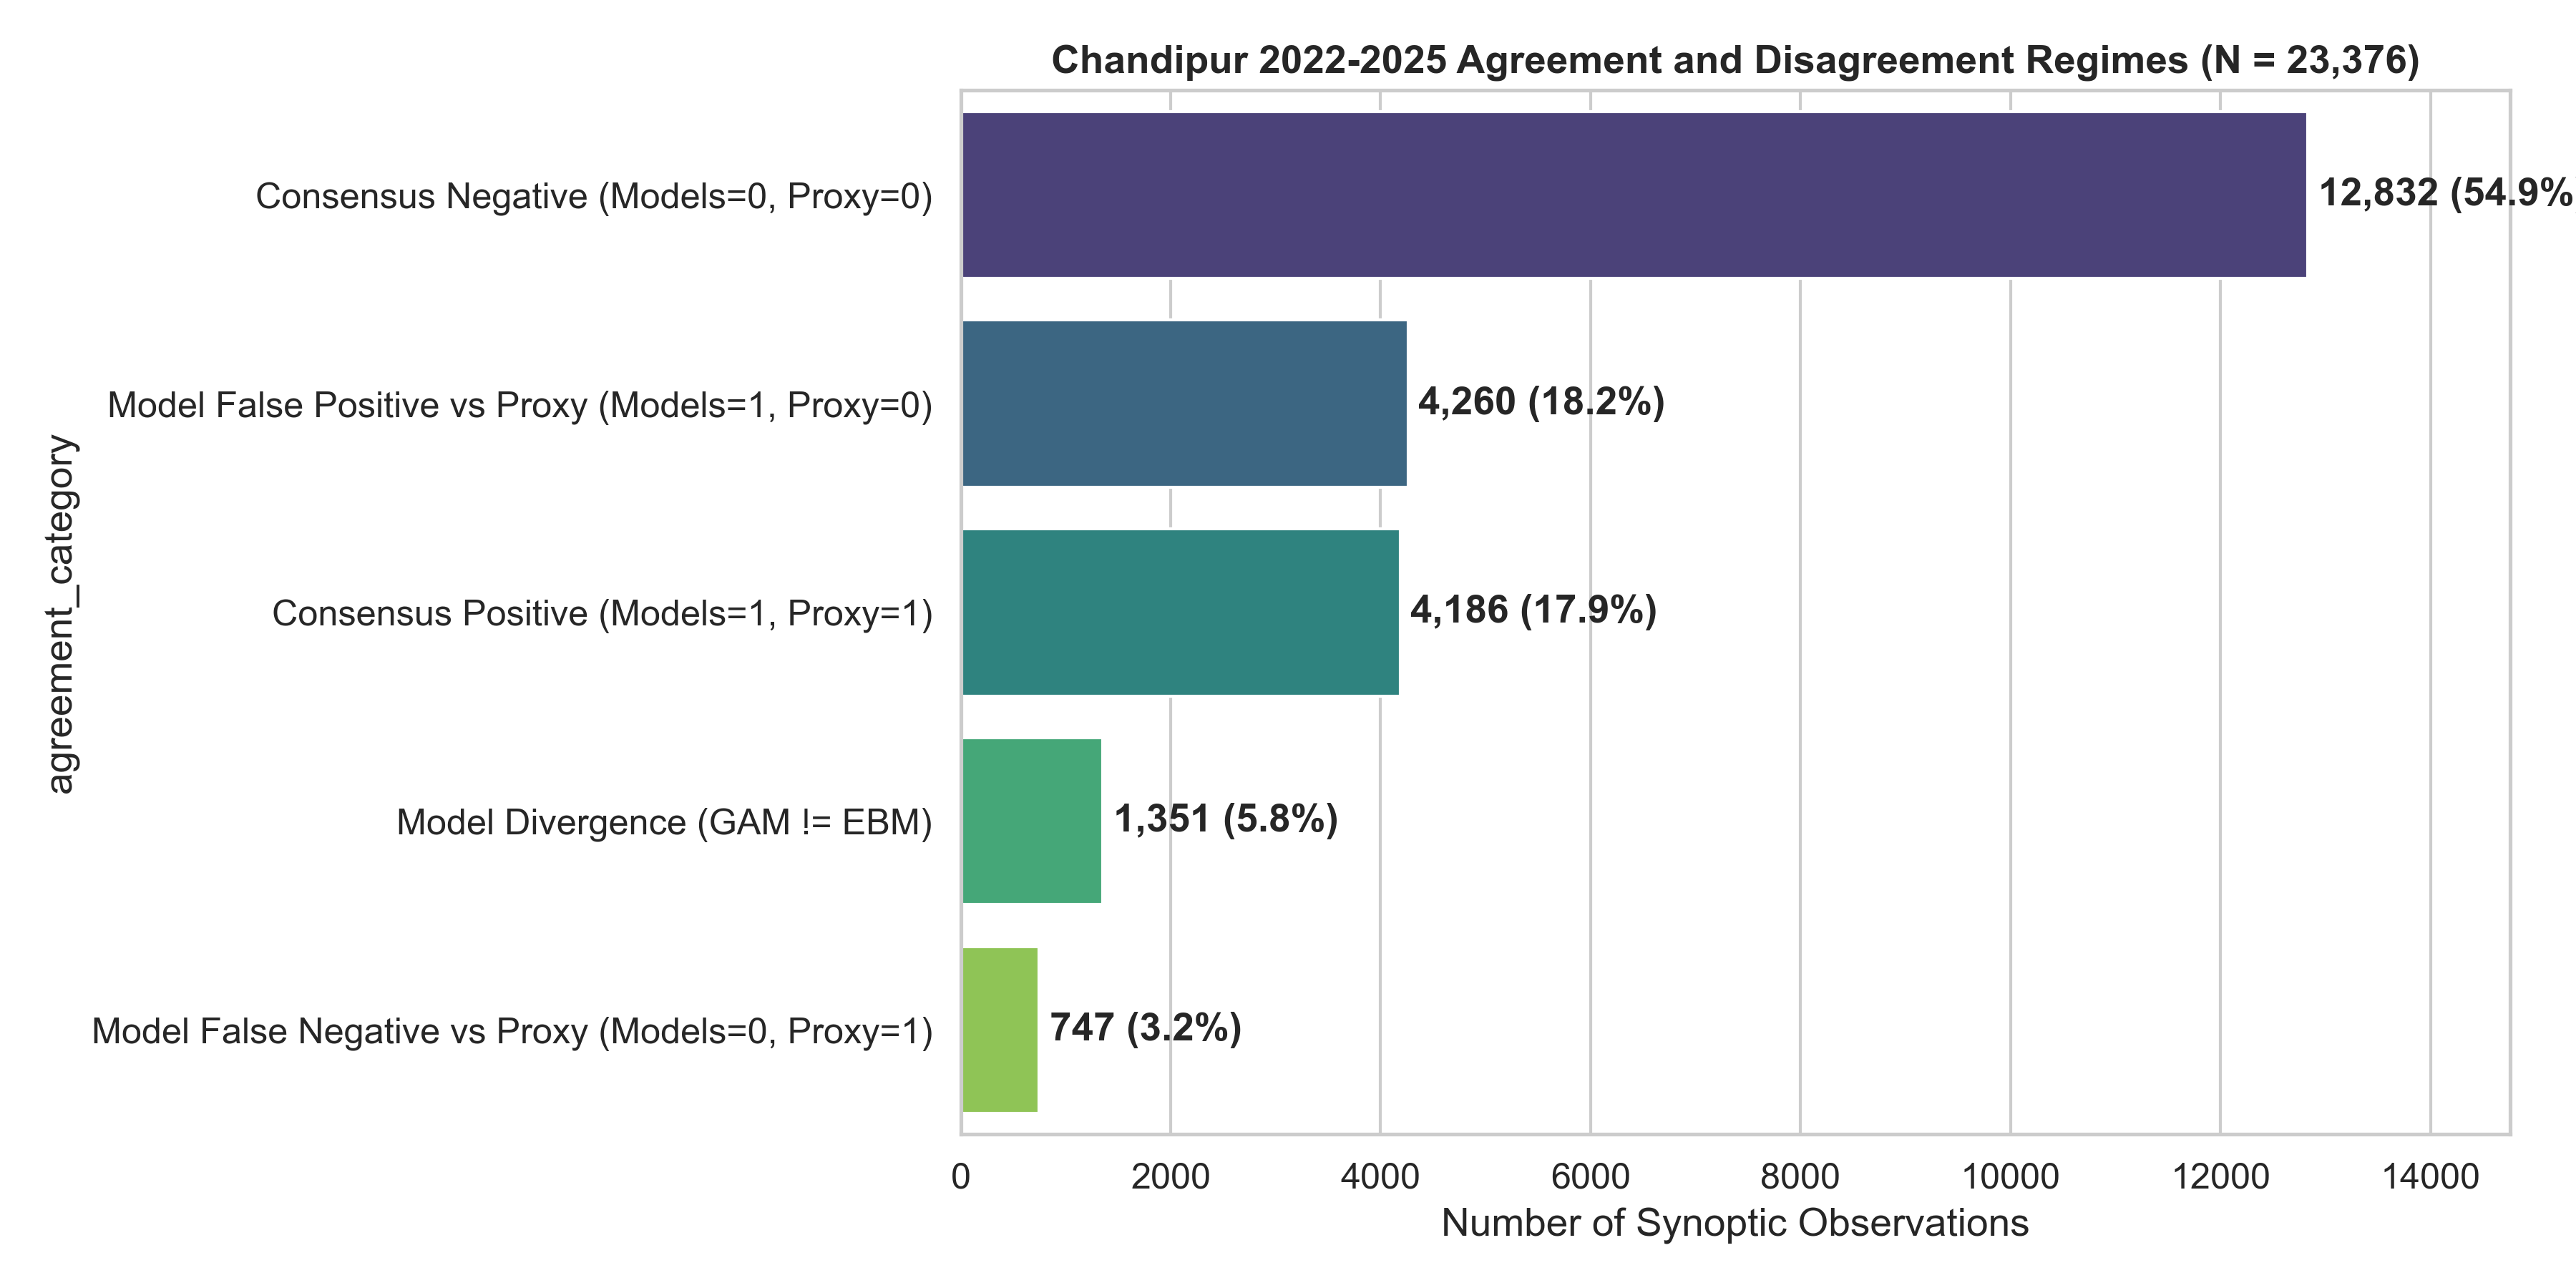 Chandipur 2022-2025 Agreement and Disagreement Regimes (N = 23,376)
agreement_category
Consensus Negative (Models=0, Proxy=0)
12,832 (54.9%
Model False Positive vs Proxy (Models=1, Proxy=0)
4,260 (18.2%)
Consensus Positive (Models=1, Proxy=1)
4,186 (17.9%)
Model Divergence (GAM != EBM)
1,351 (5.8%)
Model False Negative vs Proxy (Models=0, Proxy=1)
747 (3.2%)
0 2000 4000 6000 8000 10000 12000 14000
Number of Synoptic Observations